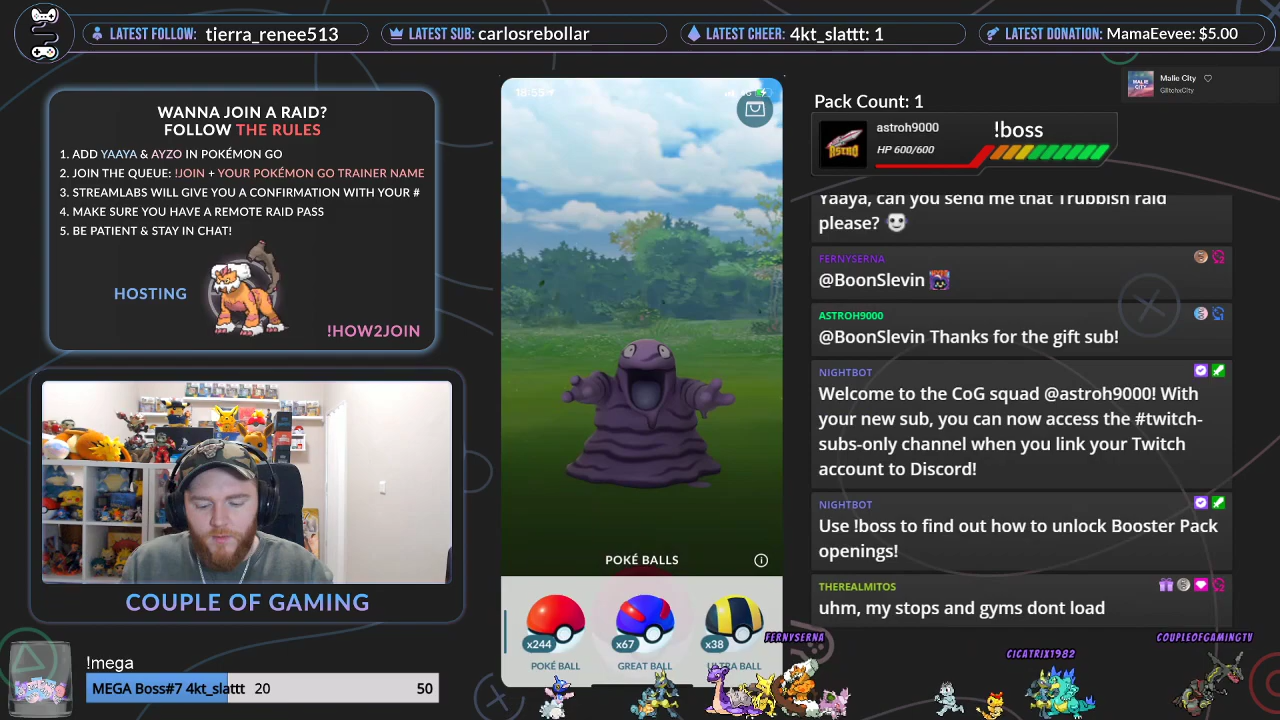 LATEST FOLLOW: tierra_renee513
LATEST SUB: carlosrebollar
LATEST CHEER: 4kt_slattt: 1
LATEST DONATION: MamaEevee: $5.00
WANNA JOIN A RAID?
FOLLOW THE RULES
1. ADD YAAYA & AYZO IN POKÉMON GO
2. JOIN THE QUEUE: !JOIN + YOUR POKÉMON GO TRAINER NAME
3. STREAMLABS WILL GIVE YOU A CONFIRMATION WITH YOUR #
4. MAKE SURE YOU HAVE A REMOTE RAID PASS
5. BE PATIENT & STAY IN CHAT!
HOSTING
!HOW2JOIN
COUPLE OF GAMING
!mega
MEGA Boss#7 4kt_slattt 20 50
18:55
POKÉ BALLS
x244 x67 x38
POKÉ BALL GREAT BALL ULTRA BALL
Malie City
GlitchxCity
Pack Count: 1
astroh9000 !boss
HP 600/600
ASTRO
Yaaya, can you send me that Trubbish raid
please?
FERNYSERNA
@BoonSlevin
ASTROH9000
@BoonSlevin Thanks for the gift sub!
NIGHTBOT
Welcome to the CoG squad @astroh9000! With
your new sub, you can now access the #twitch-
subs-only channel when you link your Twitch
account to Discord!
NIGHTBOT
Use !boss to find out how to unlock Booster Pack
openings!
THEREALMITOS
uhm, my stops and gyms dont load
FERNYSERNA
CICATRIX1982
COUPLEOFGAMINGTV